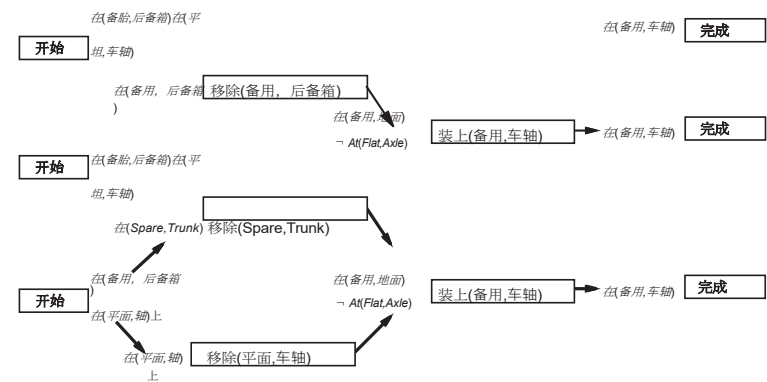 在(备胎,后备箱)在(平
坦,车轴)
开始
在(备用,车轴)
完成
在(备用，后备箱
)
移除(备用，后备箱)
在(备用,地面)
¬ At(Flat,Axle)
装上(备用,车轴)
在(备用,车轴)
完成
在(备胎,后备箱)在(平
坦,车轴)
开始
在(Spare,Trunk)
移除(Spare,Trunk)
在(备用，后备箱
)
开始
在(平面,轴)上
在(备用,地面)
¬ At(Flat,Axle)
装上(备用,车轴)
在(备用,车轴)
完成
在(平面,轴)
上
移除(平面,车轴)